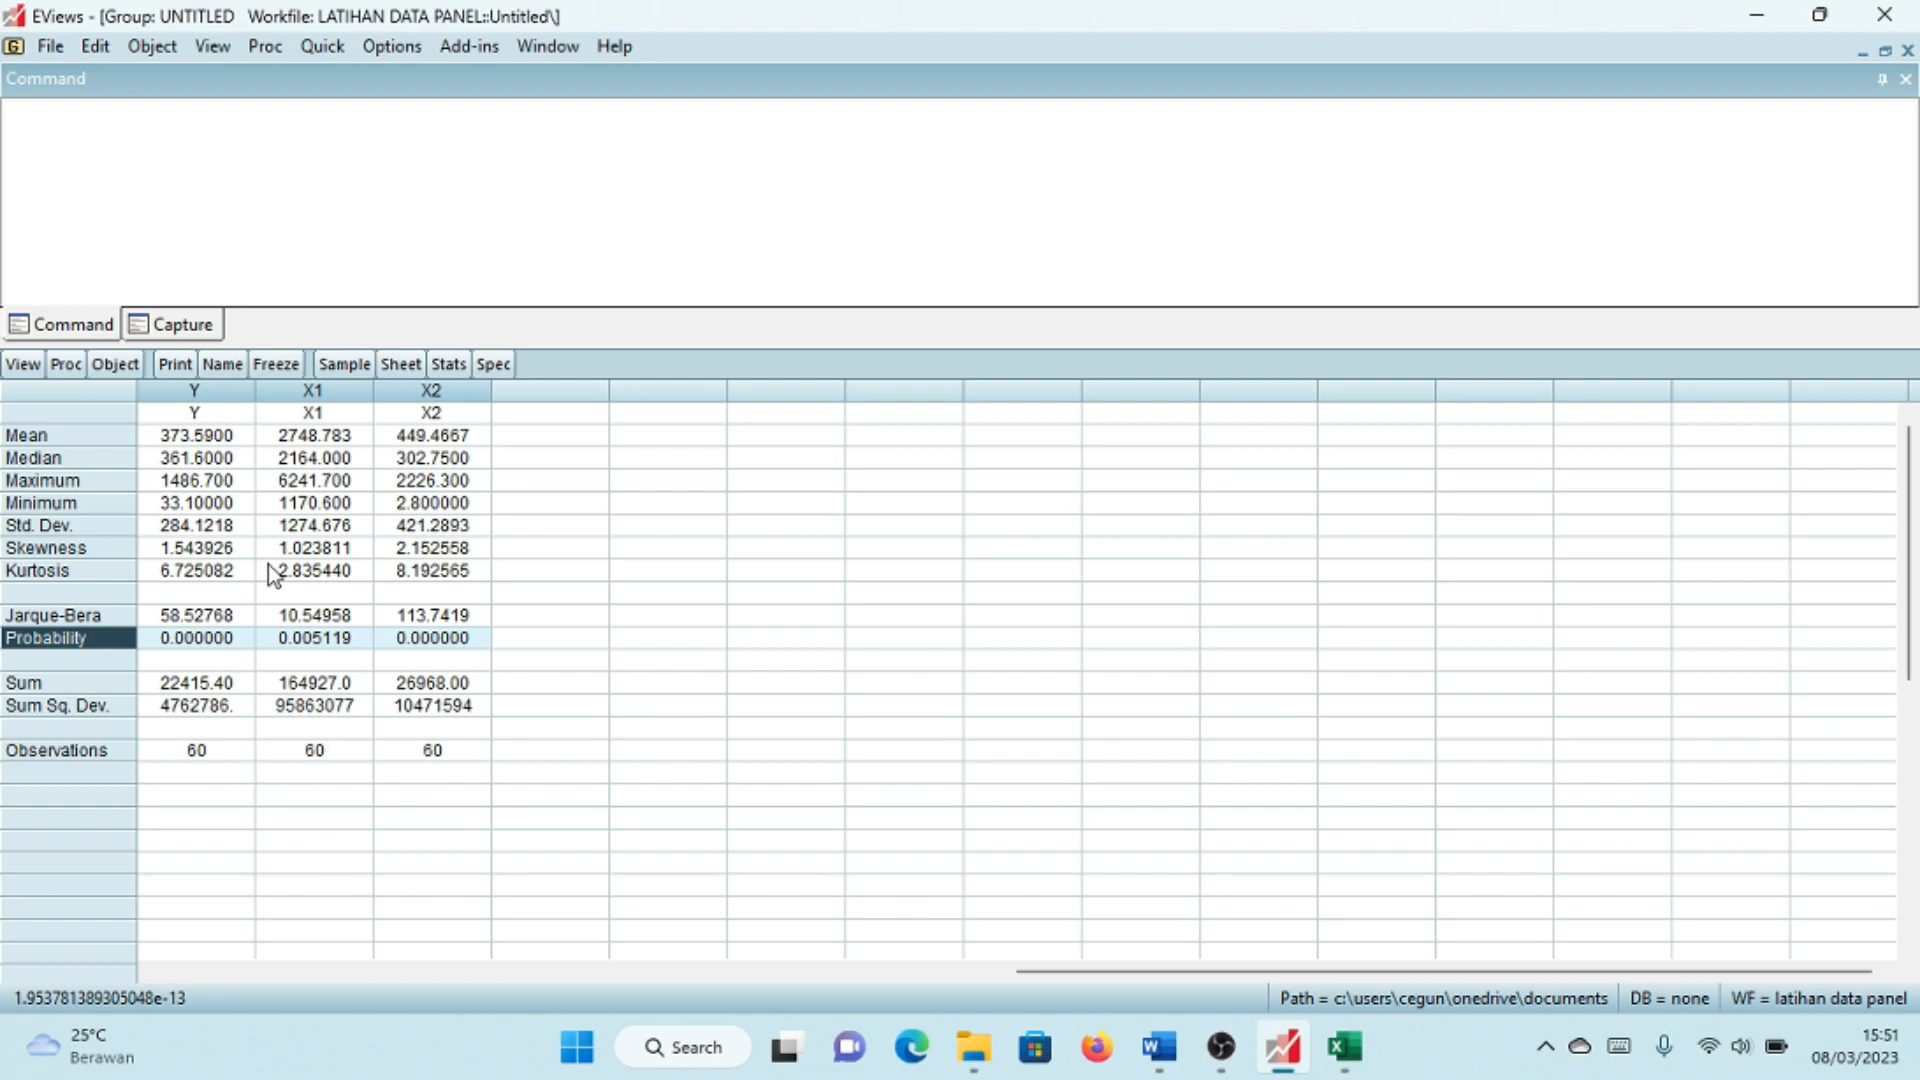 EViews - [Group: UNTITLED   Workfile: LATIHAN DATA PANEL::Untitled\]
File Edit Object View Proc Quick Options Add-ins Window Help
Command
Command Capture
View Proc Object Print Name Freeze Sample Sheet Stats Spec
Y X1 X2
Y X1 X2
Mean 373.5900 2748.783 449.4667
Median 361.6000 2164.000 302.7500
Maximum 1486.700 6241.700 2226.300
Minimum 33.10000 1170.600 2.800000
Std. Dev. 284.1218 1274.676 421.2893
Skewness 1.543926 1.023811 2.152558
Kurtosis 6.725082 2.835440 8.192565
Jarque-Bera 58.52768 10.54958 113.7419
Probability 0.000000 0.005119 0.000000
Sum 22415.40 164927.0 26968.00
Sum Sq. Dev. 4762786. 95863077 10471594
Observations 60 60 60
1.953781389305048e-13 Path = c:\users\cegun\onedrive\documents DB = none WF = latihan data panel
25°C
Berawan
Search
15:51
08/03/2023